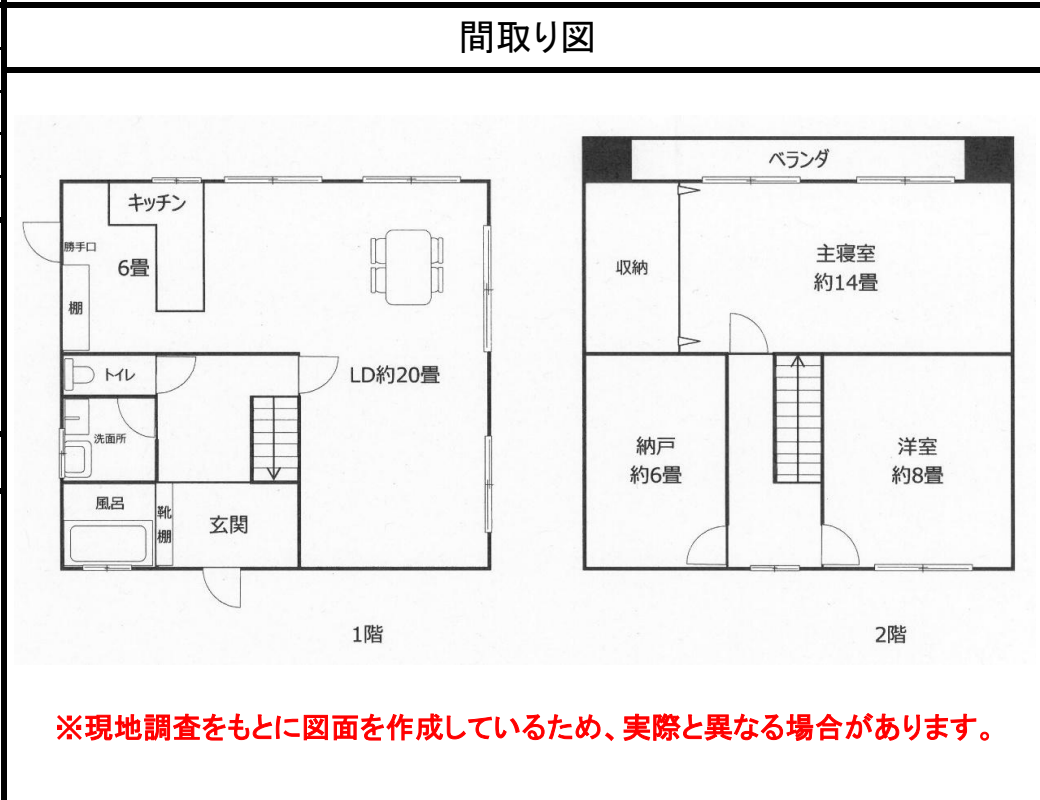 間取り図
キッチン
勝手口
6畳
棚
トイレ
洗面所
風呂
靴
棚
玄関
LD約20畳
1階
ベランダ
収納
主寝室
約14畳
納戸
約6畳
洋室
約8畳
2階
※現地調査をもとに図面を作成しているため、実際と異なる場合があります。